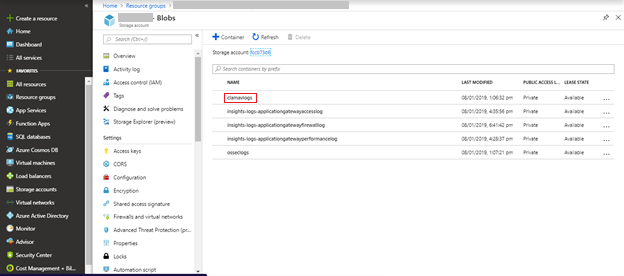 Home > Resource groups >
- Blobs
Storage account
«
+ Create a resource
Home
Dashboard
All services
FAVORITES
All resources
Resource groups
App Services
Function Apps
SQL databases
Azure Cosmos DB
Virtual machines
Load balancers
Storage accounts
Virtual networks
Azure Active Directory
Monitor
Advisor
Security Center
Cost Management + Bil...
Search (Ctrl+/)
«
Overview
Activity log
Access control (IAM)
Tags
Diagnose and solve problems
Storage Explorer (preview)
Settings
Access keys
CORS
Configuration
Encryption
Shared access signature
Firewalls and virtual networks
Advanced Threat Protection (pr...
Properties
Locks
Automation script
+ Container Refresh Delete
Storage account:
Search containers by prefix
NAME LAST MODIFIED PUBLIC ACCESS L... LEASE STATE
clamavlogs 08/01/2019, 1:06:32 pm Private Available ...
insights-logs-applicationgatewayaccesslog 08/01/2019, 4:35:56 pm Private Available ...
insights-logs-applicationgatewayfirewalllog 08/01/2019, 6:41:42 pm Private Available ...
insights-logs-applicationgatewayperformancelog 08/01/2019, 4:28:37 pm Private Available ...
osseclogs 08/01/2019, 1:07:21 pm Private Available ...